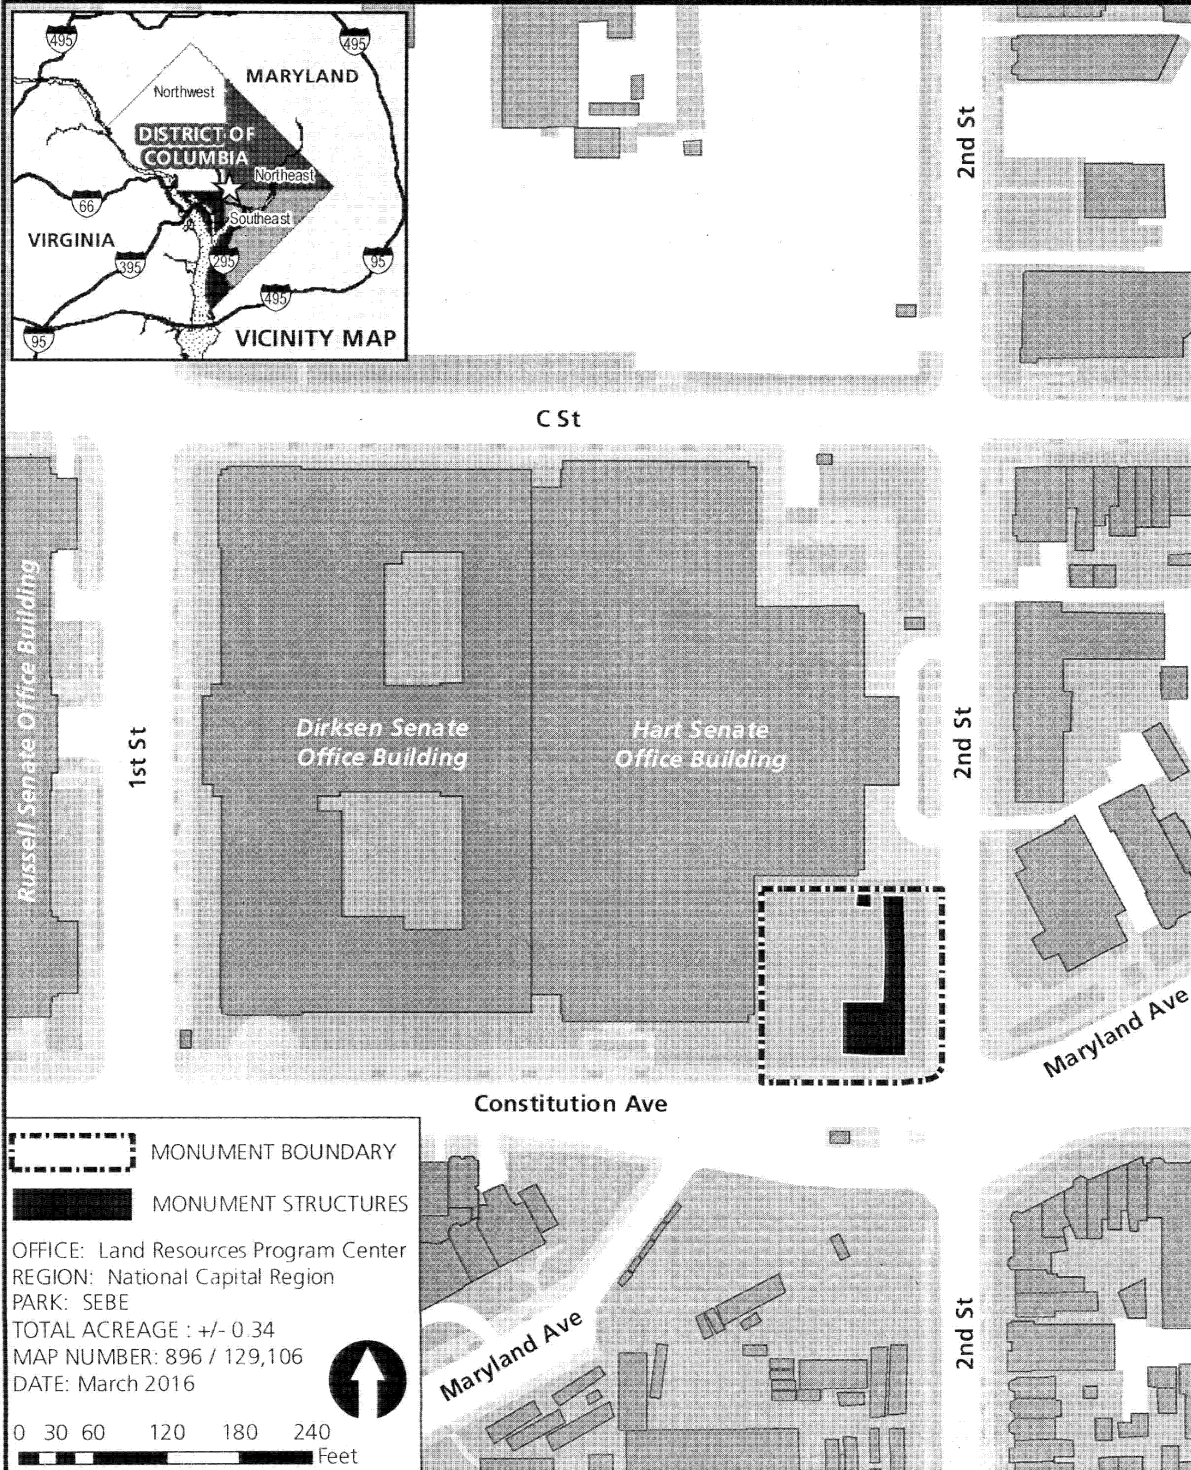 495
495
MARYLAND
Northwest
DISTRICT OF
COLUMBIA
Northeast
66
Southeast
VIRGINIA
395
295
95
495
95
VICINITY MAP
2nd St
C St
Russell Senate Office Building
1st St
Dirksen Senate
Office Building
Hart Senate
Office Building
2nd St
Maryland Ave
Constitution Ave
MONUMENT BOUNDARY
MONUMENT STRUCTURES
OFFICE: Land Resources Program Center
REGION: National Capital Region
PARK: SEBE
TOTAL ACREAGE : +/- 0.34
MAP NUMBER: 896 / 129,106
DATE: March 2016
0 30 60 120 180 240
Feet
Maryland Ave
2nd St